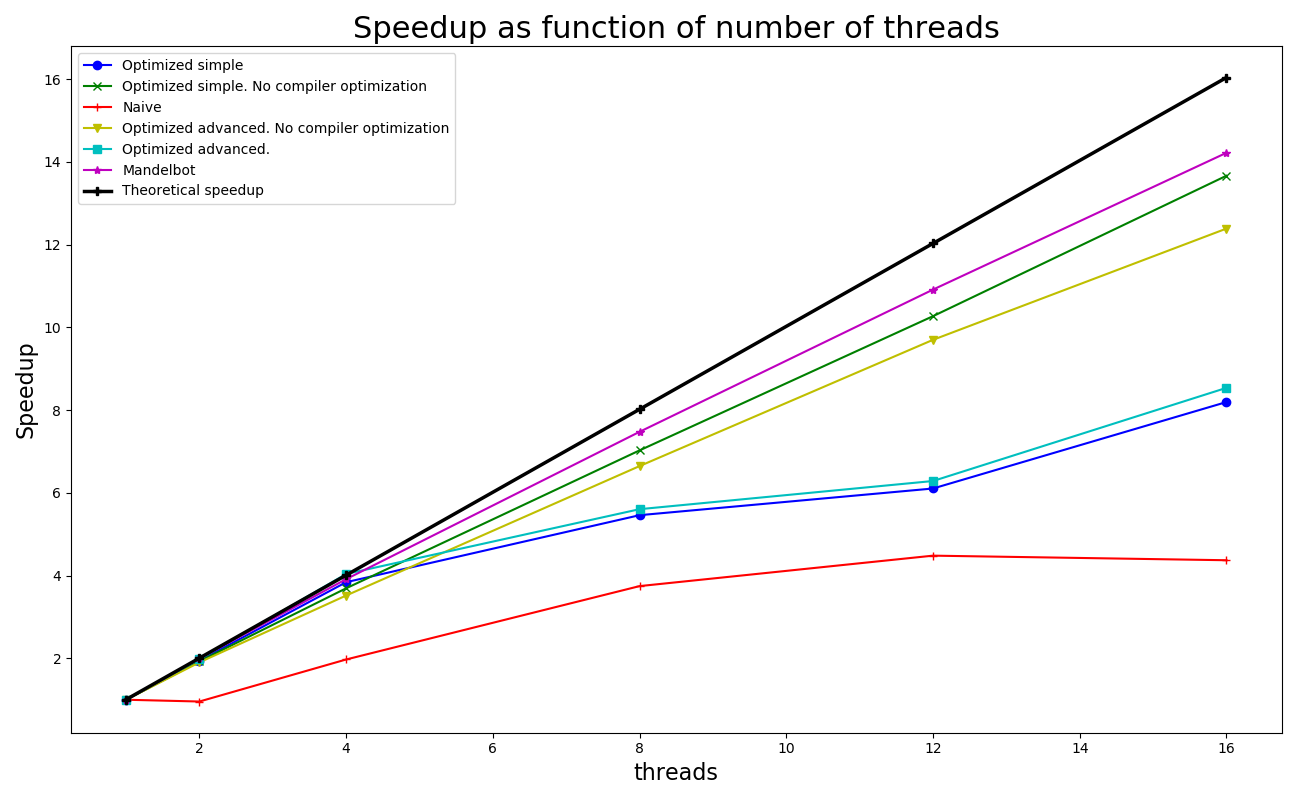 Speedup as function of number of threads
Optimized simple
Optimized simple. No compiler optimization
Naive
Optimized advanced. No compiler optimization
Optimized advanced.
Mandelbot
Theoretical speedup
Speedup
16
14
12
10
8
6
4
2
2 4 6 8 10 12 14 16
threads